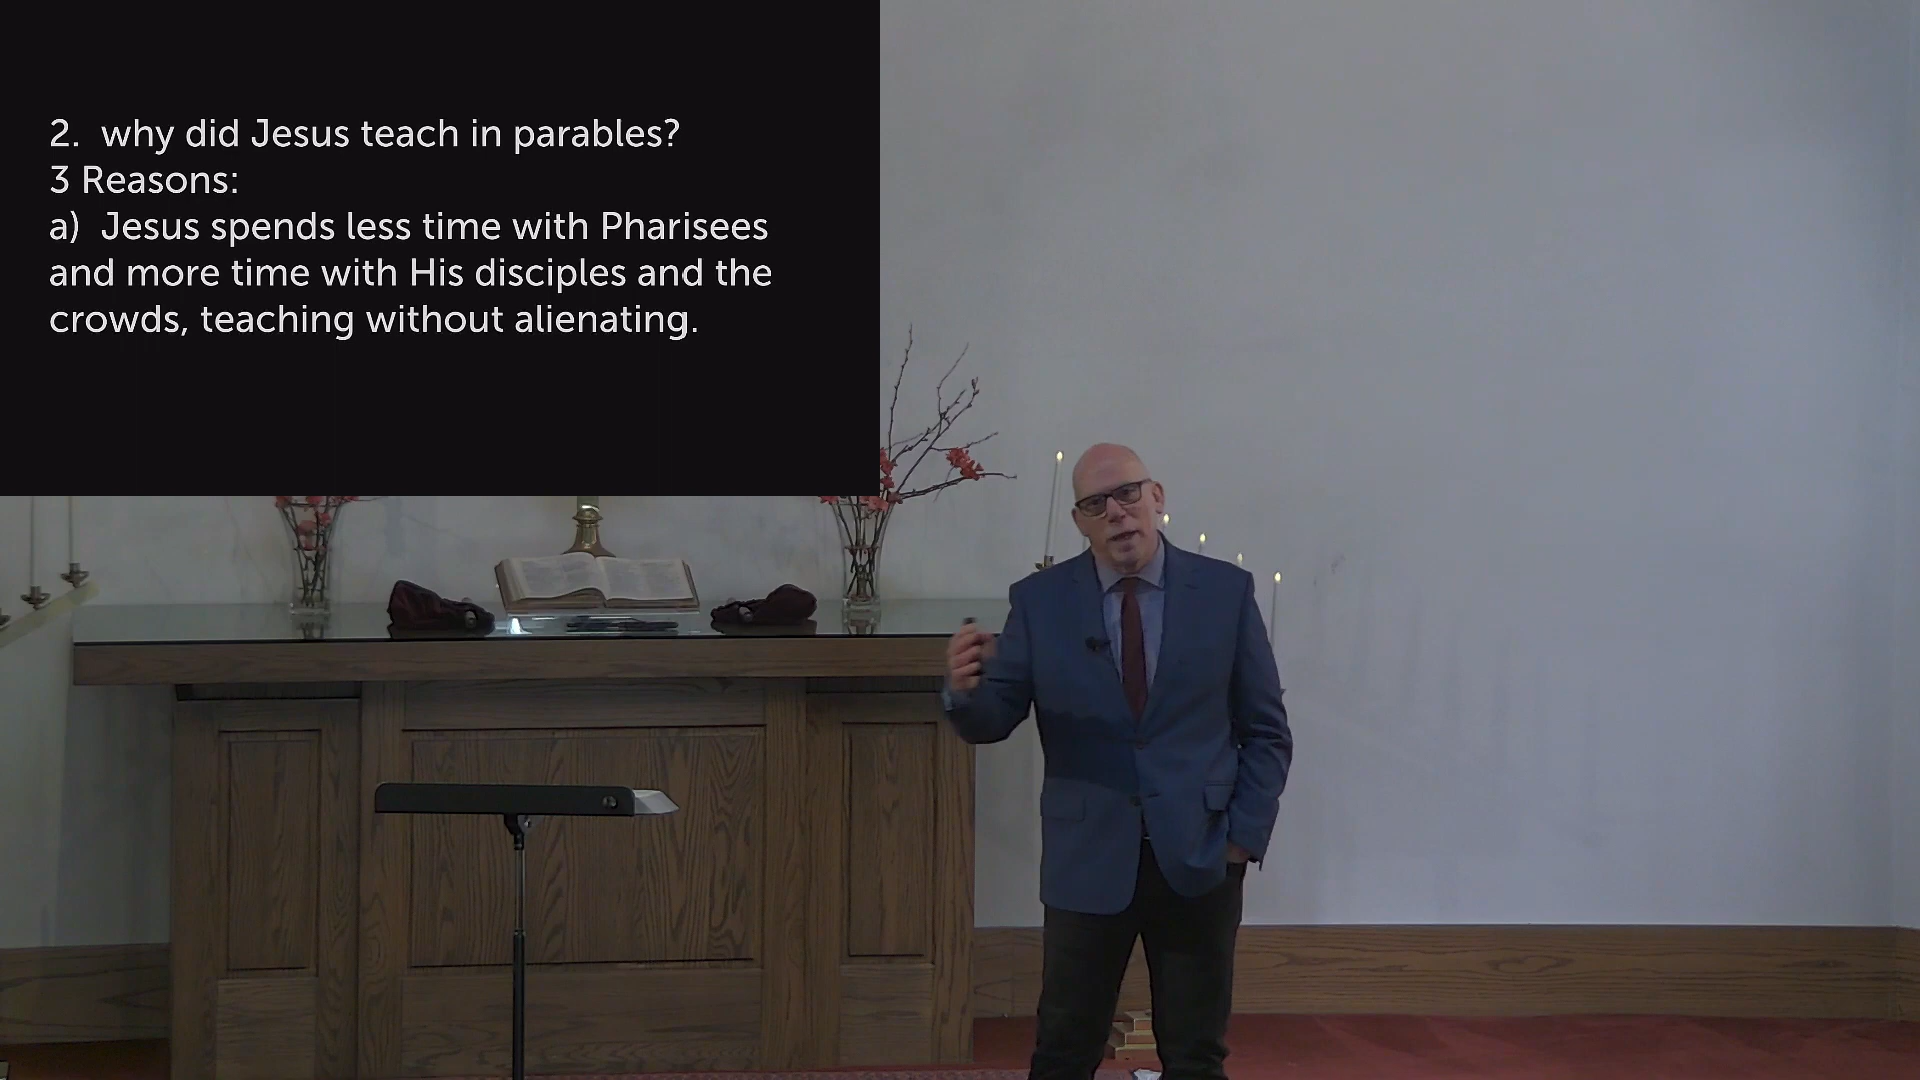 2. why did Jesus teach in parables?
3 Reasons:
a) Jesus spends less time with Pharisees
and more time with His disciples and the
crowds, teaching without alienating.